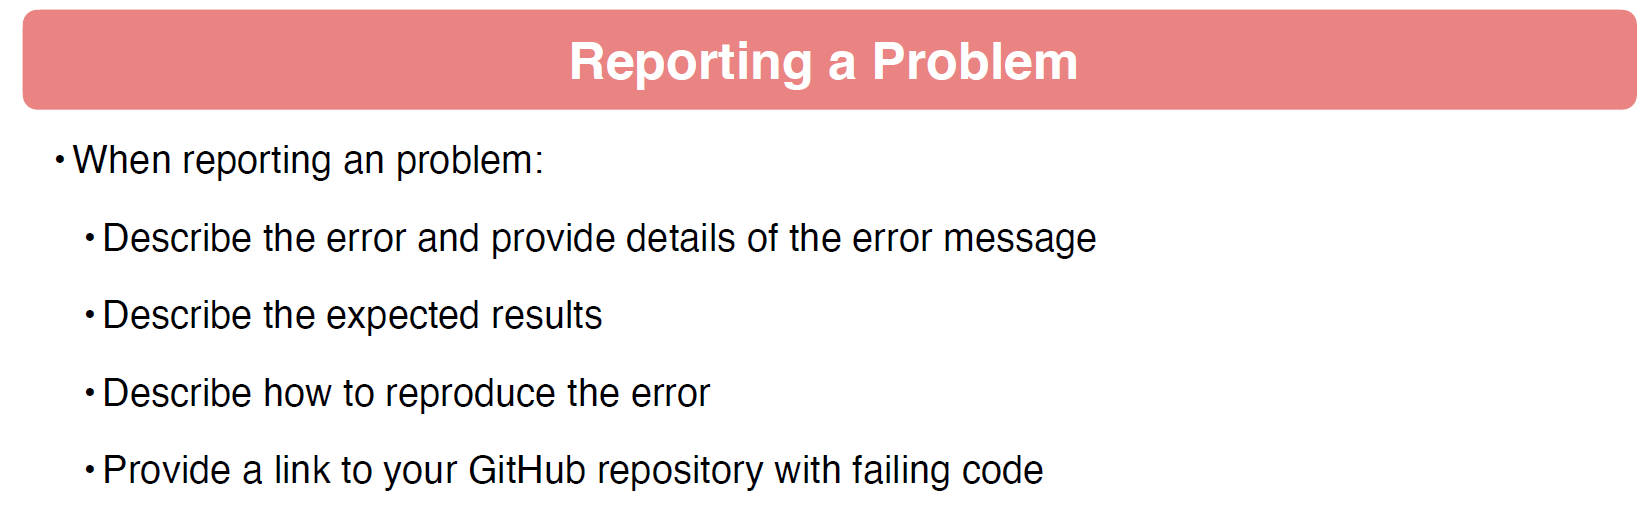 Reporting a Problem
• When reporting an problem:
• Describe the error and provide details of the error message
• Describe the expected results
• Describe how to reproduce the error
• Provide a link to your GitHub repository with failing code